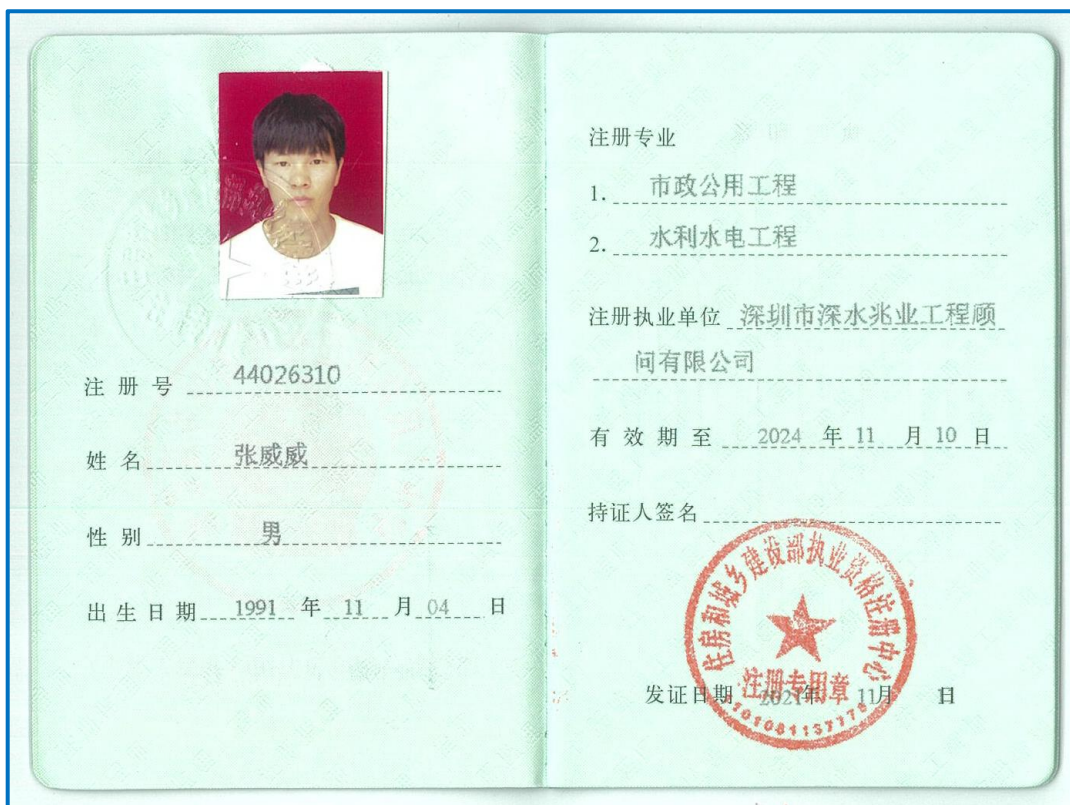 注册号 44026310
姓名 张威威
性别 男
出生日期 1991 年 11 月 04 日
注册专业
1. 市政公用工程
2. 水利水电工程
注册执业单位 深圳市深水兆业工程顾
问有限公司
有效期至 2024 年 11 月 10 日
持证人签名
住房和城乡建设部执业资格注册中心
注册专用章
发证日期 2021年 11月 日